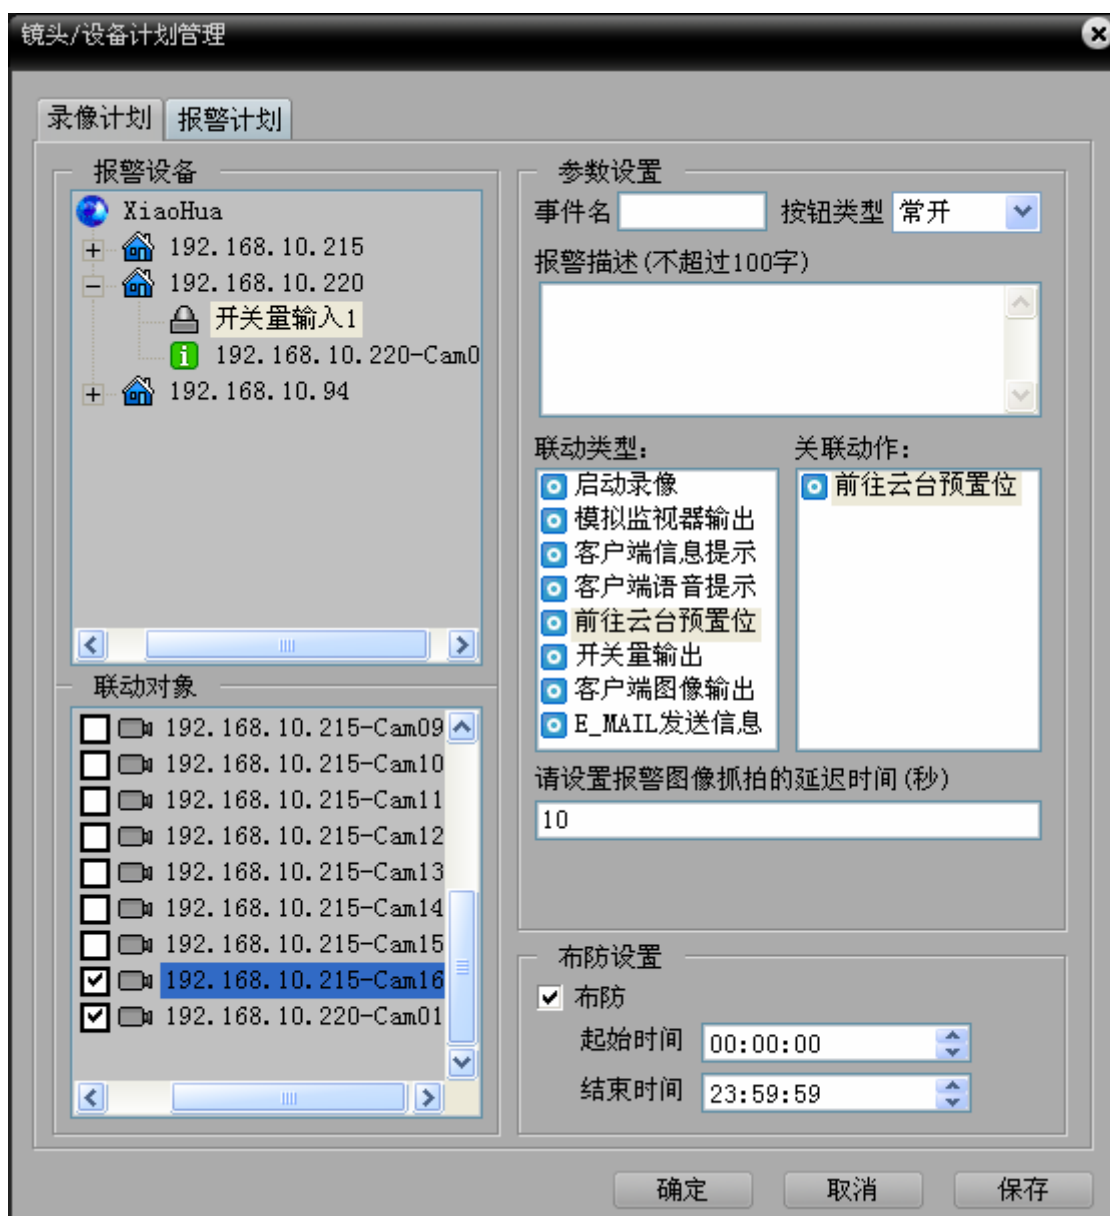 镜头/设备计划管理
录像计划 报警计划
报警设备
XiaoHua
192.168.10.215
192.168.10.220
开关量输入1
192.168.10.220-Cam0
192.168.10.94
联动对象
192.168.10.215-Cam09
192.168.10.215-Cam10
192.168.10.215-Cam11
192.168.10.215-Cam12
192.168.10.215-Cam13
192.168.10.215-Cam14
192.168.10.215-Cam15
192.168.10.215-Cam16
192.168.10.220-Cam01
参数设置
事件名 按钮类型 常开
报警描述(不超过100字)
联动类型:
启动录像
模拟监视器输出
客户端信息提示
客户端语音提示
前往云台预置位
开关量输出
客户端图像输出
E_MAIL发送信息
关联动作:
前往云台预置位
请设置报警图像抓拍的延迟时间(秒)
10
布防设置
布防
起始时间 00:00:00
结束时间 23:59:59
确定 取消 保存